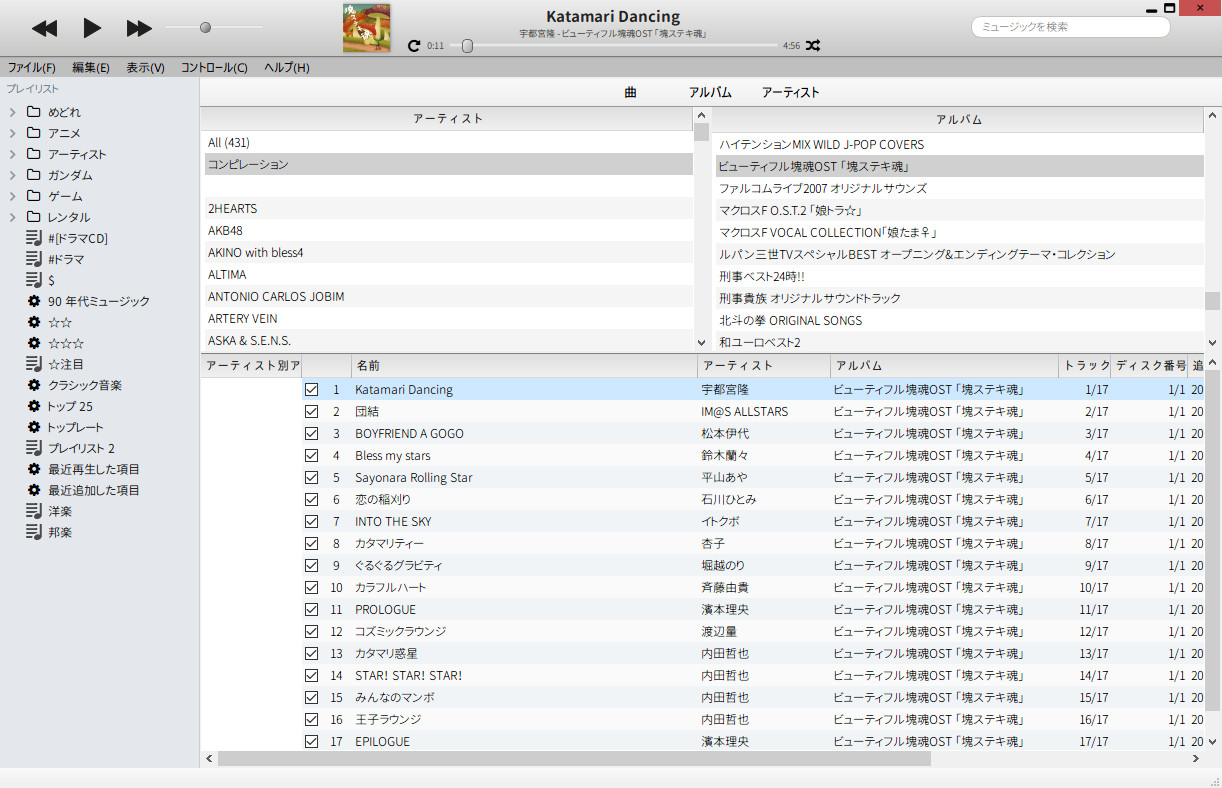 Katamari Dancing
宇都宮隆 - ビューティフル塊魂OST 「塊ステキ魂」
0:11
4:56
ミュージックを検索
ファイル(F) 編集(E) 表示(V) コントロール(C) ヘルプ(H)
プレイリスト
めどれ
アニメ
アーティスト
ガンダム
ゲーム
レンタル
#[ドラマCD]
#ドラマ
$
90 年代ミュージック
☆☆
☆☆☆
☆注目
クラシック音楽
トップ 25
トップレート
プレイリスト 2
最近再生した項目
最近追加した項目
洋楽
邦楽
曲 アルバム アーティスト
アーティスト
All (431)
コンピレーション
2HEARTS
AKB48
AKINO with bless4
ALTIMA
ANTONIO CARLOS JOBIM
ARTERY VEIN
ASKA & S.E.N.S.
アルバム
ハイテンションMIX WILD J-POP COVERS
ビューティフル塊魂OST 「塊ステキ魂」
ファルコムライブ2007 オリジナルサウンズ
マクロスF O.S.T.2 「娘トラ☆」
マクロスF VOCAL COLLECTION「娘たま♀」
ルパン三世TVスペシャルBEST オープニング&エンディングテーマ・コレクション
刑事ベスト24時!!
刑事貴族 オリジナルサウンドトラック
北斗の拳 ORIGINAL SONGS
和ユーロベスト2
アーティスト別ア 名前 アーティスト アルバム トラック ディスク番号 追
1 Katamari Dancing 宇都宮隆 ビューティフル塊魂OST 「塊ステキ魂」 1/17 1/1 20
2 団結 IM@S ALLSTARS ビューティフル塊魂OST 「塊ステキ魂」 2/17 1/1 20
3 BOYFRIEND A GOGO 松本伊代 ビューティフル塊魂OST 「塊ステキ魂」 3/17 1/1 20
4 Bless my stars 鈴木蘭々 ビューティフル塊魂OST 「塊ステキ魂」 4/17 1/1 20
5 Sayonara Rolling Star 平山あや ビューティフル塊魂OST 「塊ステキ魂」 5/17 1/1 20
6 恋の稲刈り 石川ひとみ ビューティフル塊魂OST 「塊ステキ魂」 6/17 1/1 20
7 INTO THE SKY イトクボ ビューティフル塊魂OST 「塊ステキ魂」 7/17 1/1 20
8 カタマリティー 杏子 ビューティフル塊魂OST 「塊ステキ魂」 8/17 1/1 20
9 ぐるぐるグラビティ 堀越のり ビューティフル塊魂OST 「塊ステキ魂」 9/17 1/1 20
10 カラフルハート 斉藤由貴 ビューティフル塊魂OST 「塊ステキ魂」 10/17 1/1 20
11 PROLOGUE 濱本理央 ビューティフル塊魂OST 「塊ステキ魂」 11/17 1/1 20
12 コズミックラウンジ 渡辺量 ビューティフル塊魂OST 「塊ステキ魂」 12/17 1/1 20
13 カタマリ惑星 内田哲也 ビューティフル塊魂OST 「塊ステキ魂」 13/17 1/1 20
14 STAR! STAR! STAR! 内田哲也 ビューティフル塊魂OST 「塊ステキ魂」 14/17 1/1 20
15 みんなのマンボ 内田哲也 ビューティフル塊魂OST 「塊ステキ魂」 15/17 1/1 20
16 王子ラウンジ 内田哲也 ビューティフル塊魂OST 「塊ステキ魂」 16/17 1/1 20
17 EPILOGUE 濱本理央 ビューティフル塊魂OST 「塊ステキ魂」 17/17 1/1 20